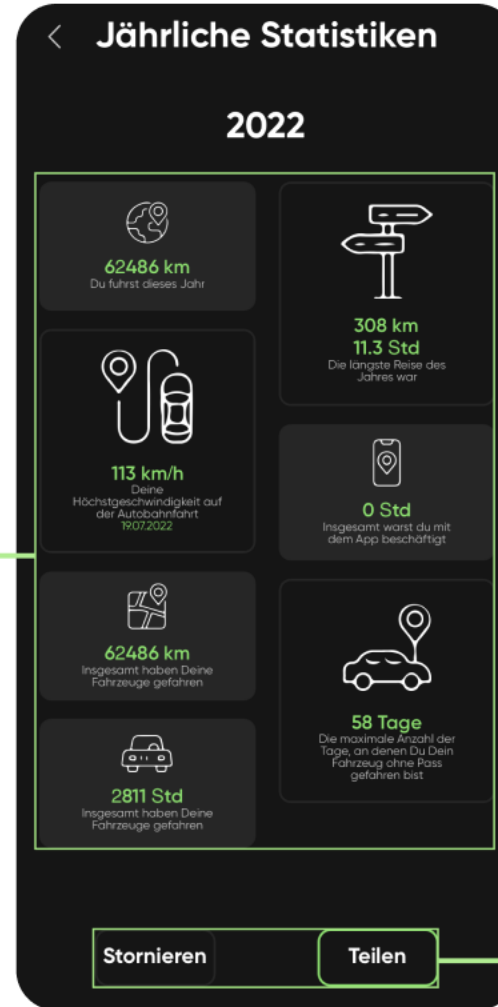 Jährliche Statistiken
2022
62486 km
Du fuhrst dieses Jahr
113 km/h
Deine
Höchstgeschwindigkeit auf
der Autobahnfahrt
19.07.2022
62486 km
Insgesamt haben Deine
Fahrzeuge gefahren
2811 Std
Insgesamt haben Deine
Fahrzeuge gefahren
308 km
11.3 Std
Die längste Reise des
Jahres war
0 Std
Insgesamt warst du mit
dem App beschäftigt
58 Tage
Die maximale Anzahl der
Tage, an denen Du Dein
Fahrzeug ohne Pass
gefahren bist
Stornieren
Teilen